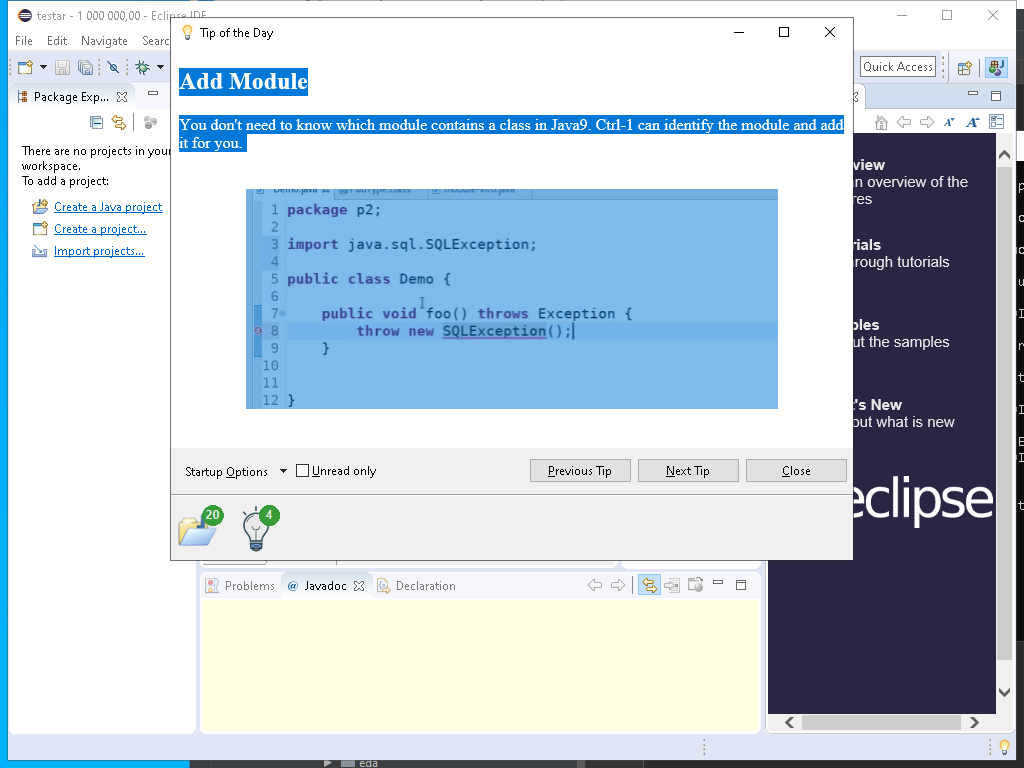 testar - 1 000 000,00 - Eclipse IDE
File Edit Navigate Searc
Tip of the Day
Quick Access
Package Exp...
There are no projects in your
workspace.
To add a project:
Create a Java project
Create a project...
Import projects...
Add Module
You don't need to know which module contains a class in Java9. Ctrl-1 can identify the module and add
it for you.
Demo.java
module-info.java
1 package p2;
2
3 import java.sql.SQLException;
4
5 public class Demo {
6
7 public void foo() throws Exception {
8 throw new SQLException();
9 }
10
11
12 }
Startup Options Unread only Previous Tip Next Tip Close
20 4
view
n overview of the
res
rials
rough tutorials
ples
ut the samples
t's New
out what is new
eclipse
Problems @ Javadoc Declaration
eda